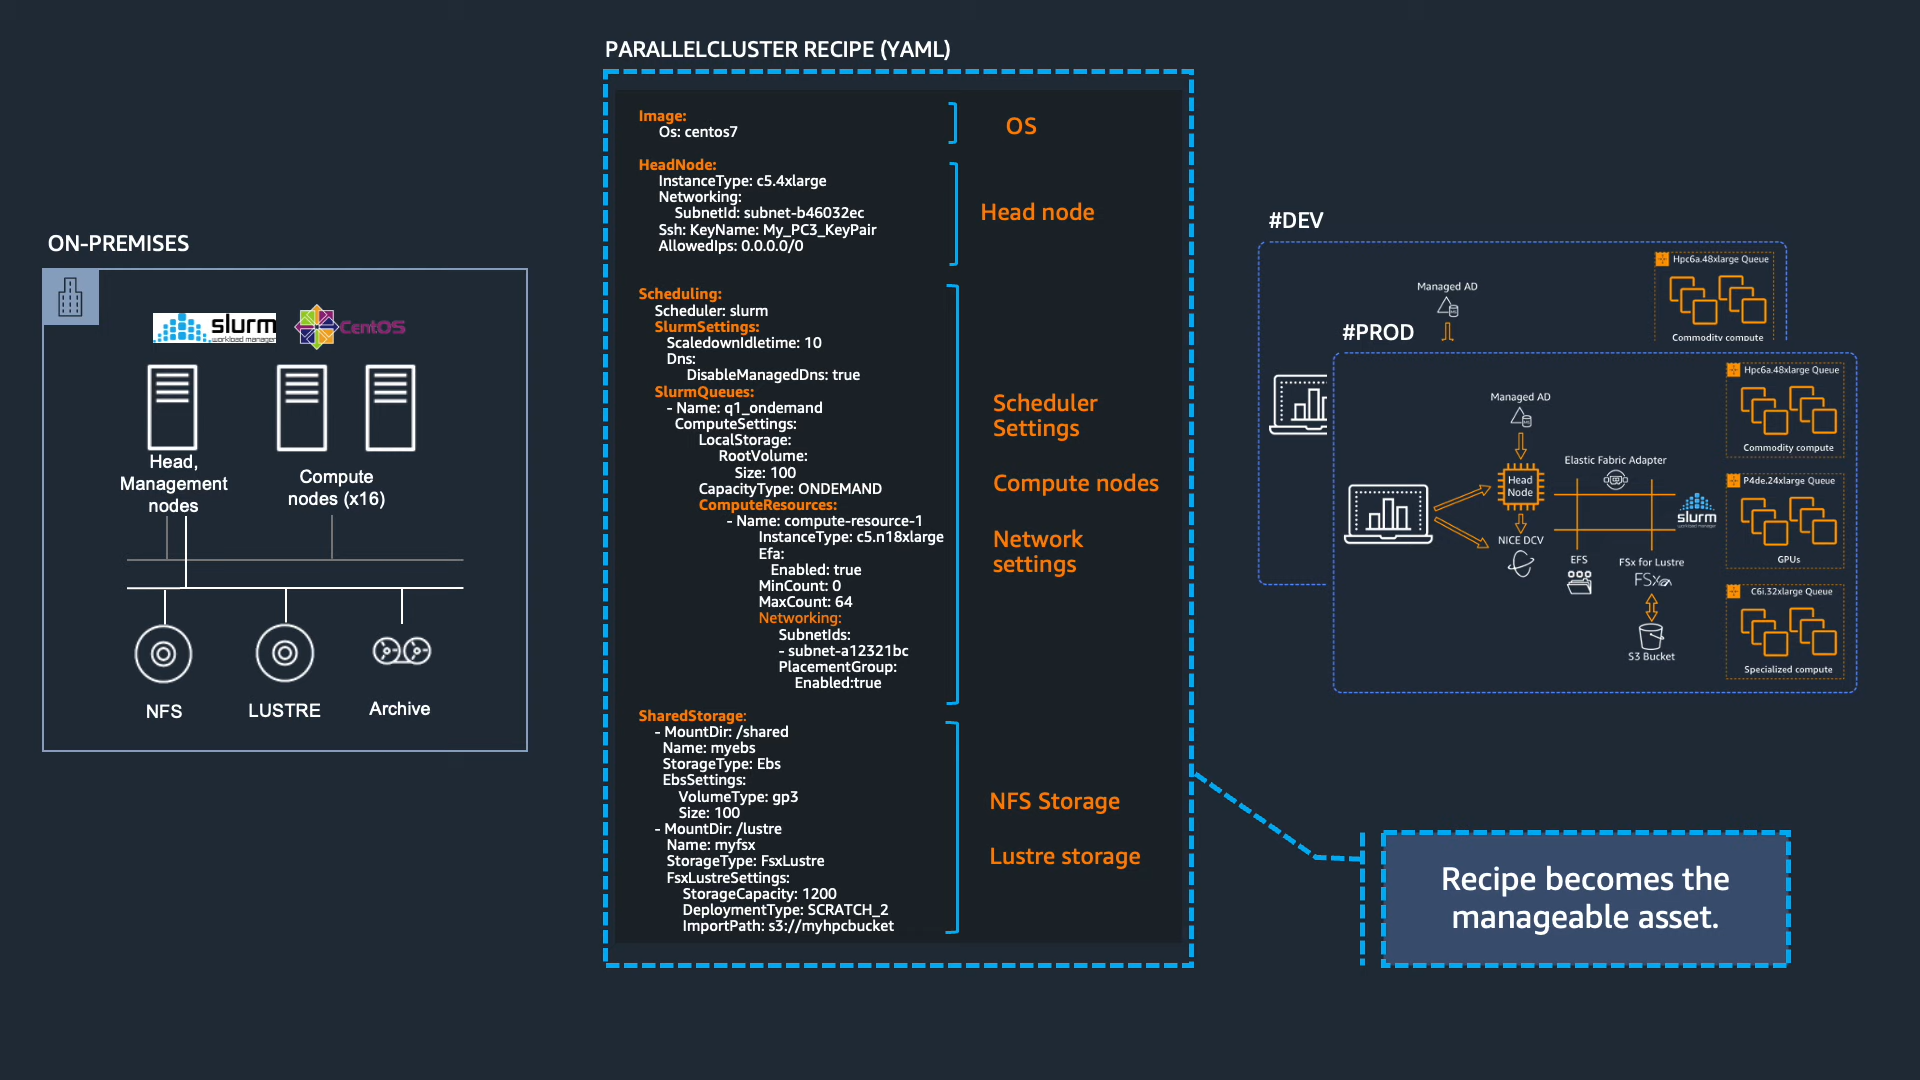 PARALLELCLUSTER RECIPE (YAML)
ON-PREMISES
slurm
workload manager
CentOS
Head,
Management
nodes
Compute
nodes (x16)
NFS
LUSTRE
Archive
Image:
Os: centos7
HeadNode:
InstanceType: c5.4xlarge
Networking:
SubnetId: subnet-b46032ec
Ssh: KeyName: My_PC3_KeyPair
AllowedIps: 0.0.0.0/0
Scheduling:
Scheduler: slurm
SlurmSettings:
ScaledownIdletime: 10
Dns:
DisableManagedDns: true
SlurmQueues:
- Name: q1_ondemand
ComputeSettings:
LocalStorage:
RootVolume:
Size: 100
CapacityType: ONDEMAND
ComputeResources:
- Name: compute-resource-1
InstanceType: c5.n18xlarge
Efa:
Enabled: true
MinCount: 0
MaxCount: 64
Networking:
SubnetIds:
- subnet-a12321bc
PlacementGroup:
Enabled:true
SharedStorage:
- MountDir: /shared
Name: myebs
StorageType: Ebs
EbsSettings:
VolumeType: gp3
Size: 100
- MountDir: /lustre
Name: myfsx
StorageType: FsxLustre
FsxLustreSettings:
StorageCapacity: 1200
DeploymentType: SCRATCH_2
ImportPath: s3://myhpcbucket
OS
Head node
Scheduler
Settings
Compute nodes
Network
settings
NFS Storage
Lustre storage
#DEV
Managed AD
Hpc6a.48xlarge Queue
Commodity compute
#PROD
Managed AD
Head
Node
NICE DCV
Elastic Fabric Adapter
slurm
workload manager
EFS
FSx for Lustre
FSx
S3 Bucket
Hpc6a.48xlarge Queue
Commodity compute
P4de.24xlarge Queue
GPUs
C6i.32xlarge Queue
Specialized compute
Recipe becomes the
manageable asset.